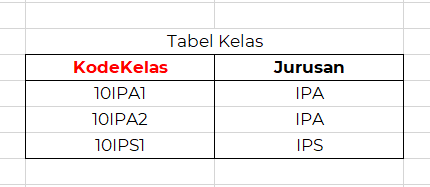 Tabel Kelas
KodeKelas Jurusan
10IPA1 IPA
10IPA2 IPA
10IPS1 IPS